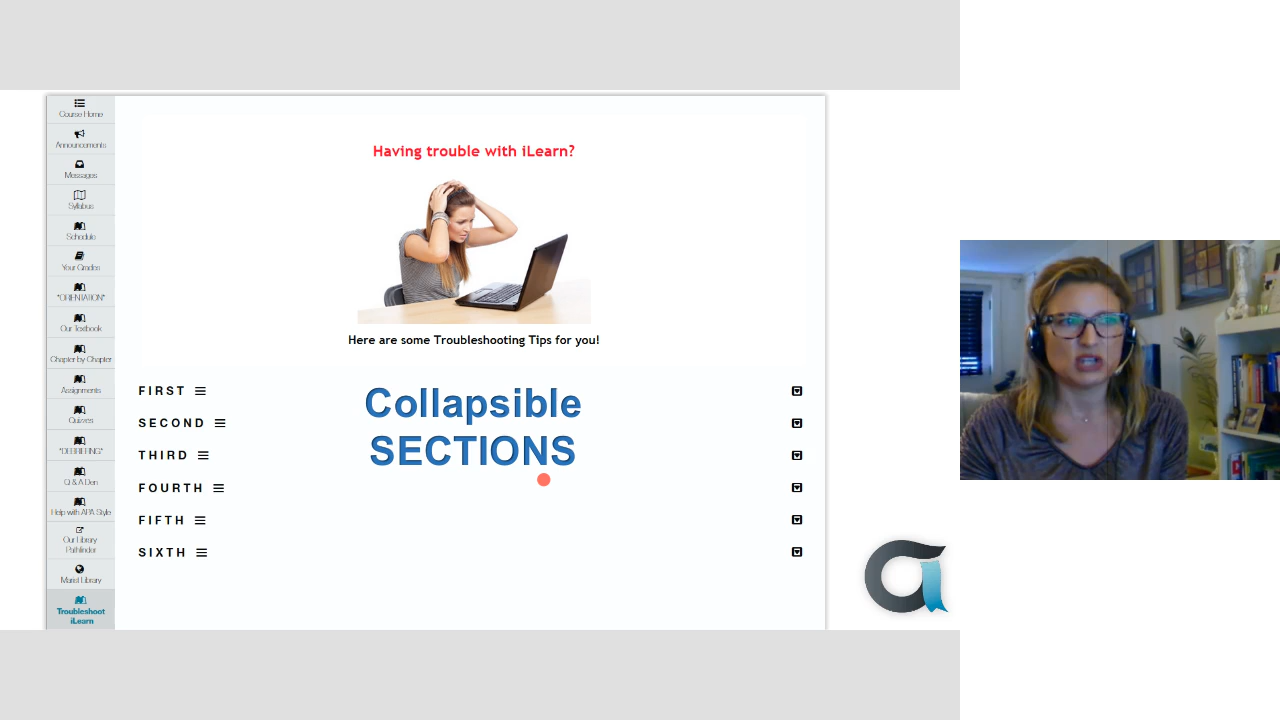 Course Home
Announcements
Messages
Syllabus
Schedule
Your Grades
*ORIENTATION*
Our Textbook
Chapter by Chapter
Assignments
Quizzes
*DEBRIEFING*
Q & A Den
Help with APA Style
Our Library
Pathfinder
Marist Library
Troubleshoot
iLearn
Having trouble with iLearn?
Here are some Troubleshooting Tips for you!
FIRST
SECOND
THIRD
FOURTH
FIFTH
SIXTH
Collapsible
SECTIONS